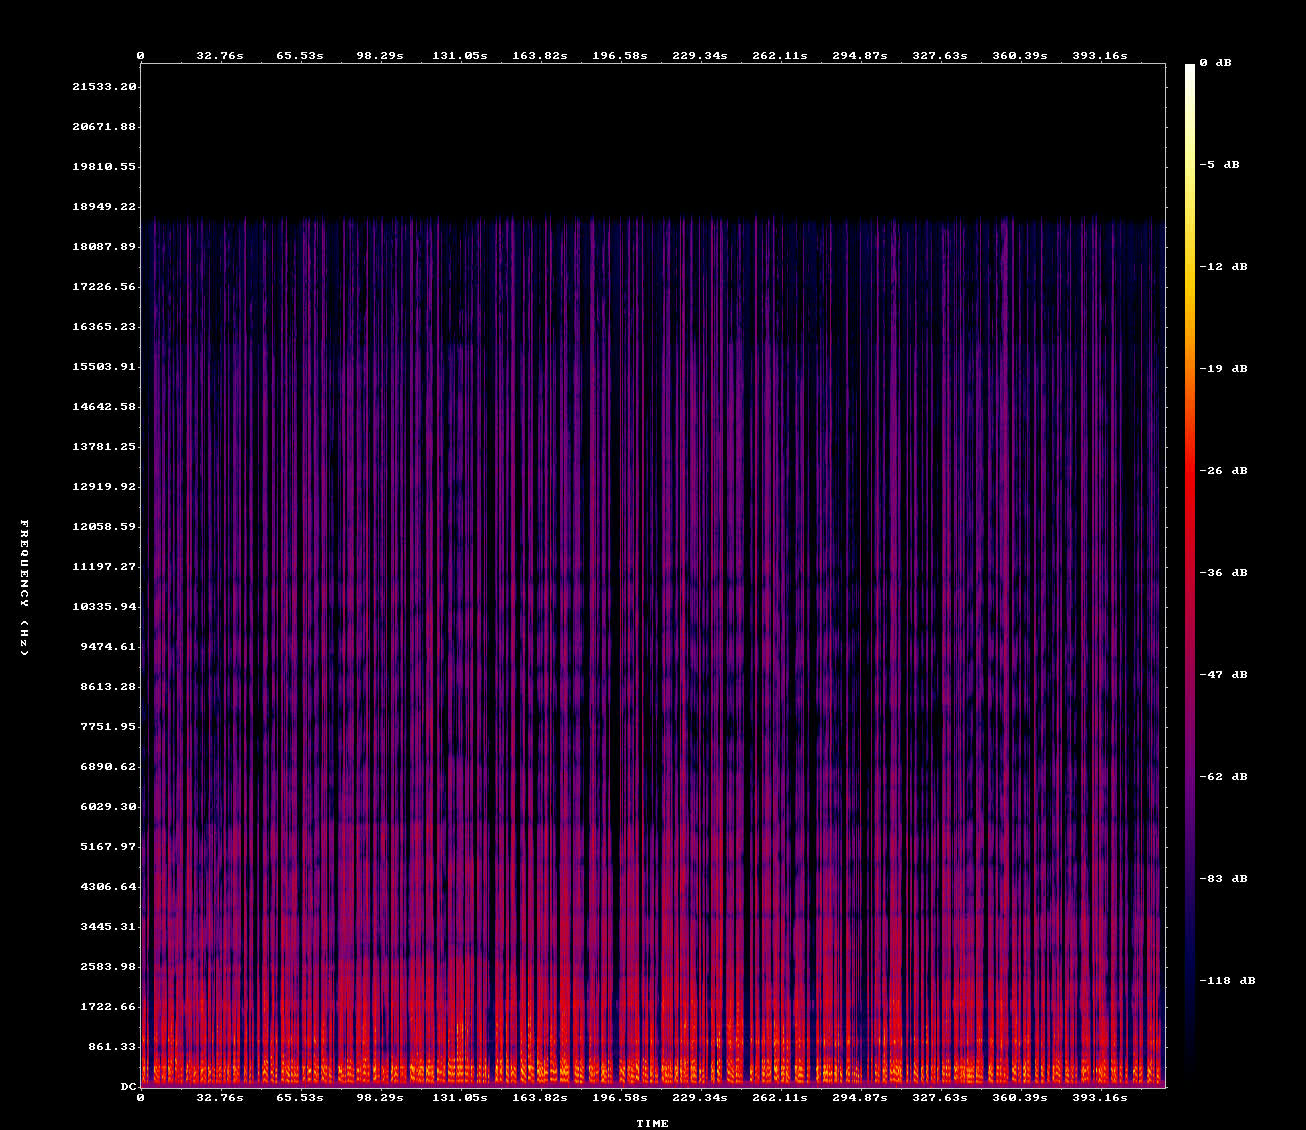 0 32.76s 65.53s 98.29s 131.05s 163.82s 196.58s 229.34s 262.11s 294.87s 327.63s 360.39s 393.16s
0 dB
21533.20
20671.88
19810.55
-5 dB
18949.22
18087.89
-12 dB
17226.56
16365.23
15503.91
-19 dB
14642.58
13781.25
-26 dB
12919.92
12058.59
11197.27
-36 dB
10335.94
9474.61
-47 dB
8613.28
7751.95
6890.62
-62 dB
6029.30
5167.97
-83 dB
4306.64
3445.31
2583.98
-118 dB
1722.66
861.33
DC
FREQUENCY (Hz)
0 32.76s 65.53s 98.29s 131.05s 163.82s 196.58s 229.34s 262.11s 294.87s 327.63s 360.39s 393.16s
TIME